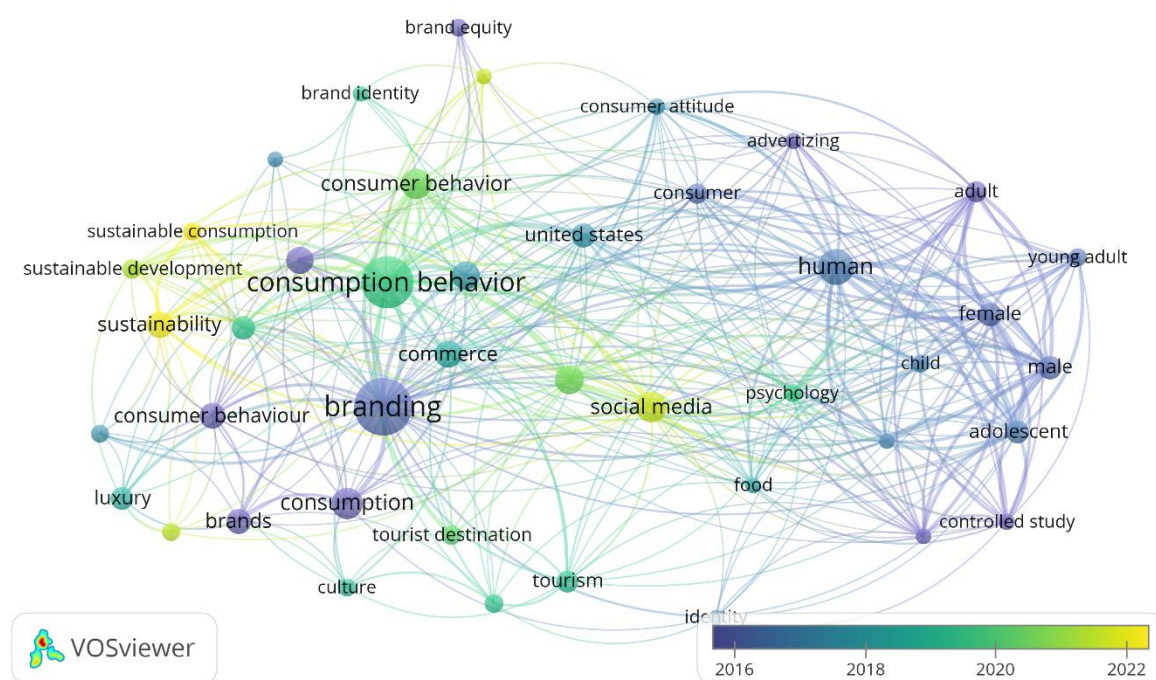 brand equity
brand identity
consumer attitude
advertizing
consumer behavior
consumer
adult
sustainable consumption
united states
young adult
sustainable development
consumption behavior
human
female
sustainability
commerce
child
male
psychology
branding
social media
consumer behaviour
adolescent
food
luxury
consumption
brands
controlled study
tourist destination
tourism
culture
identity
VOSviewer
2016
2018
2020
2022